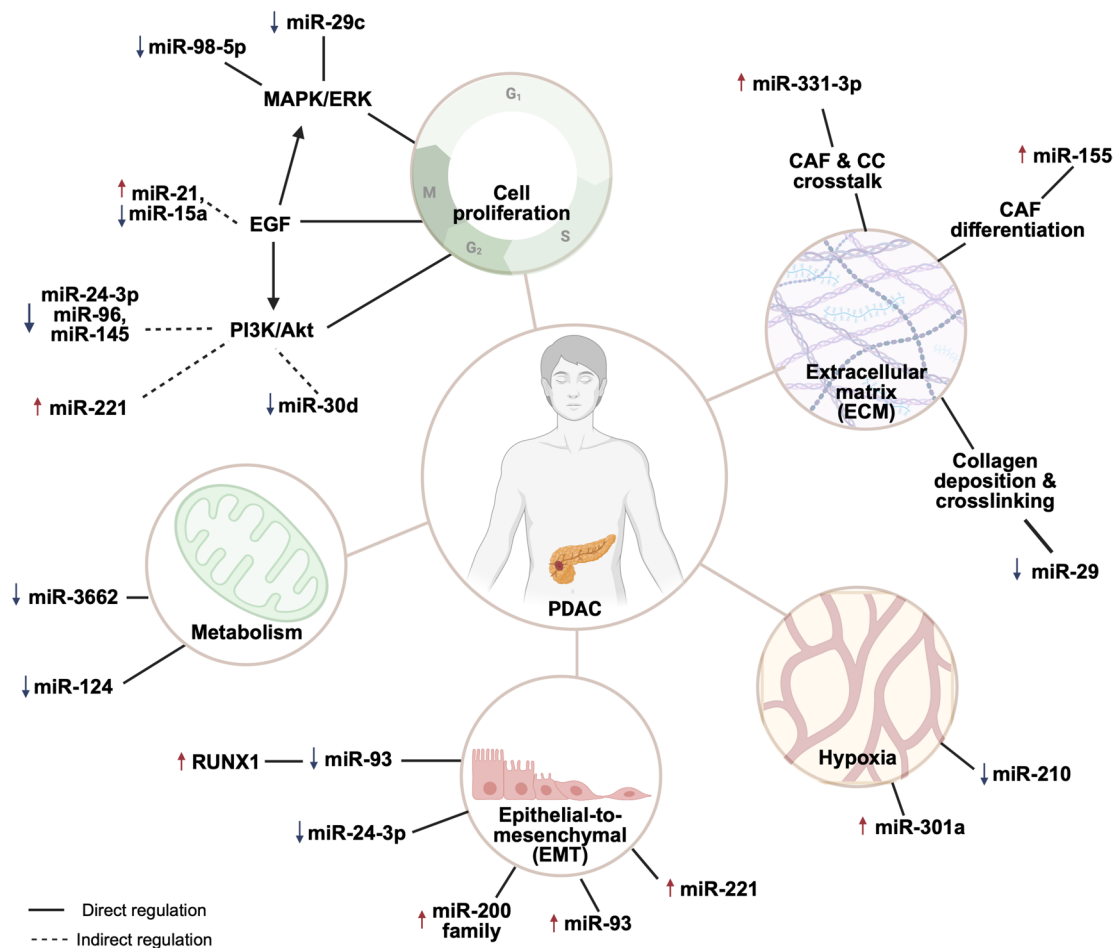 ↓ miR-29c
↓ miR-98-5p
MAPK/ERK
↑ miR-21,
↓ miR-15a
EGF
miR-24-3p
↓ miR-96,
miR-145
PI3K/Akt
↑ miR-221
↓ miR-30d
G₁
M
G₂
S
Cell
proliferation
↑ miR-331-3p
CAF & CC
crosstalk
↑ miR-155
CAF
differentiation
Extracellular
matrix
(ECM)
Collagen
deposition &
crosslinking
↓ miR-29
PDAC
Metabolism
↓ miR-3662
↓ miR-124
Hypoxia
↓ miR-210
↑ miR-301a
↑ RUNX1
↓ miR-93
↓ miR-24-3p
Epithelial-to-
mesenchymal
(EMT)
↑ miR-200
family
↑ miR-93
↑ miR-221
Direct regulation
Indirect regulation